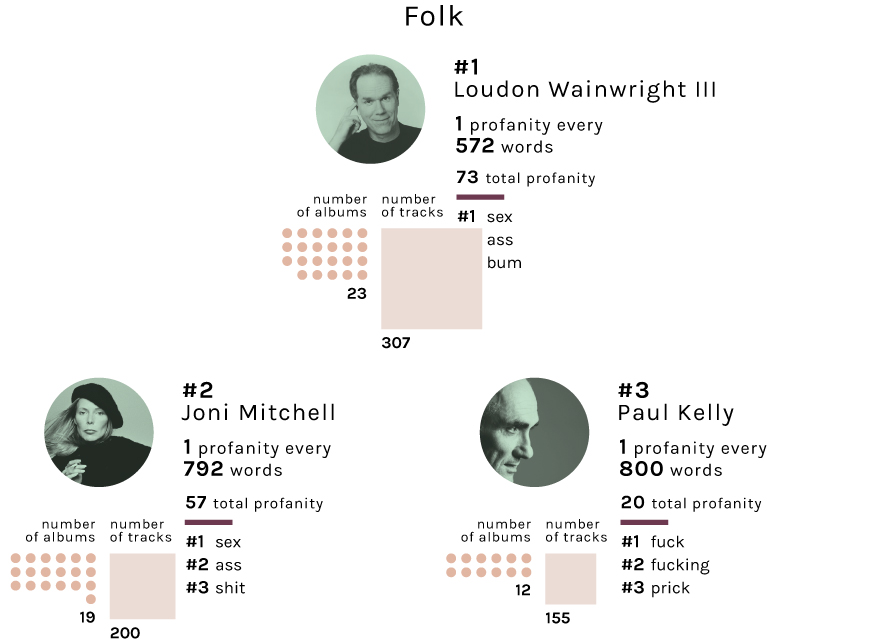 Folk
#1
Loudon Wainwright III
1 profanity every
572 words
73 total profanity
number
of albums
number
of tracks
#1 sex
ass
bum
23
307
#2
Joni Mitchell
1 profanity every
792 words
57 total profanity
number
of albums
number
of tracks
#1 sex
#2 ass
#3 shit
19
200
#3
Paul Kelly
1 profanity every
800 words
20 total profanity
number
of albums
number
of tracks
#1 fuck
#2 fucking
#3 prick
12
155